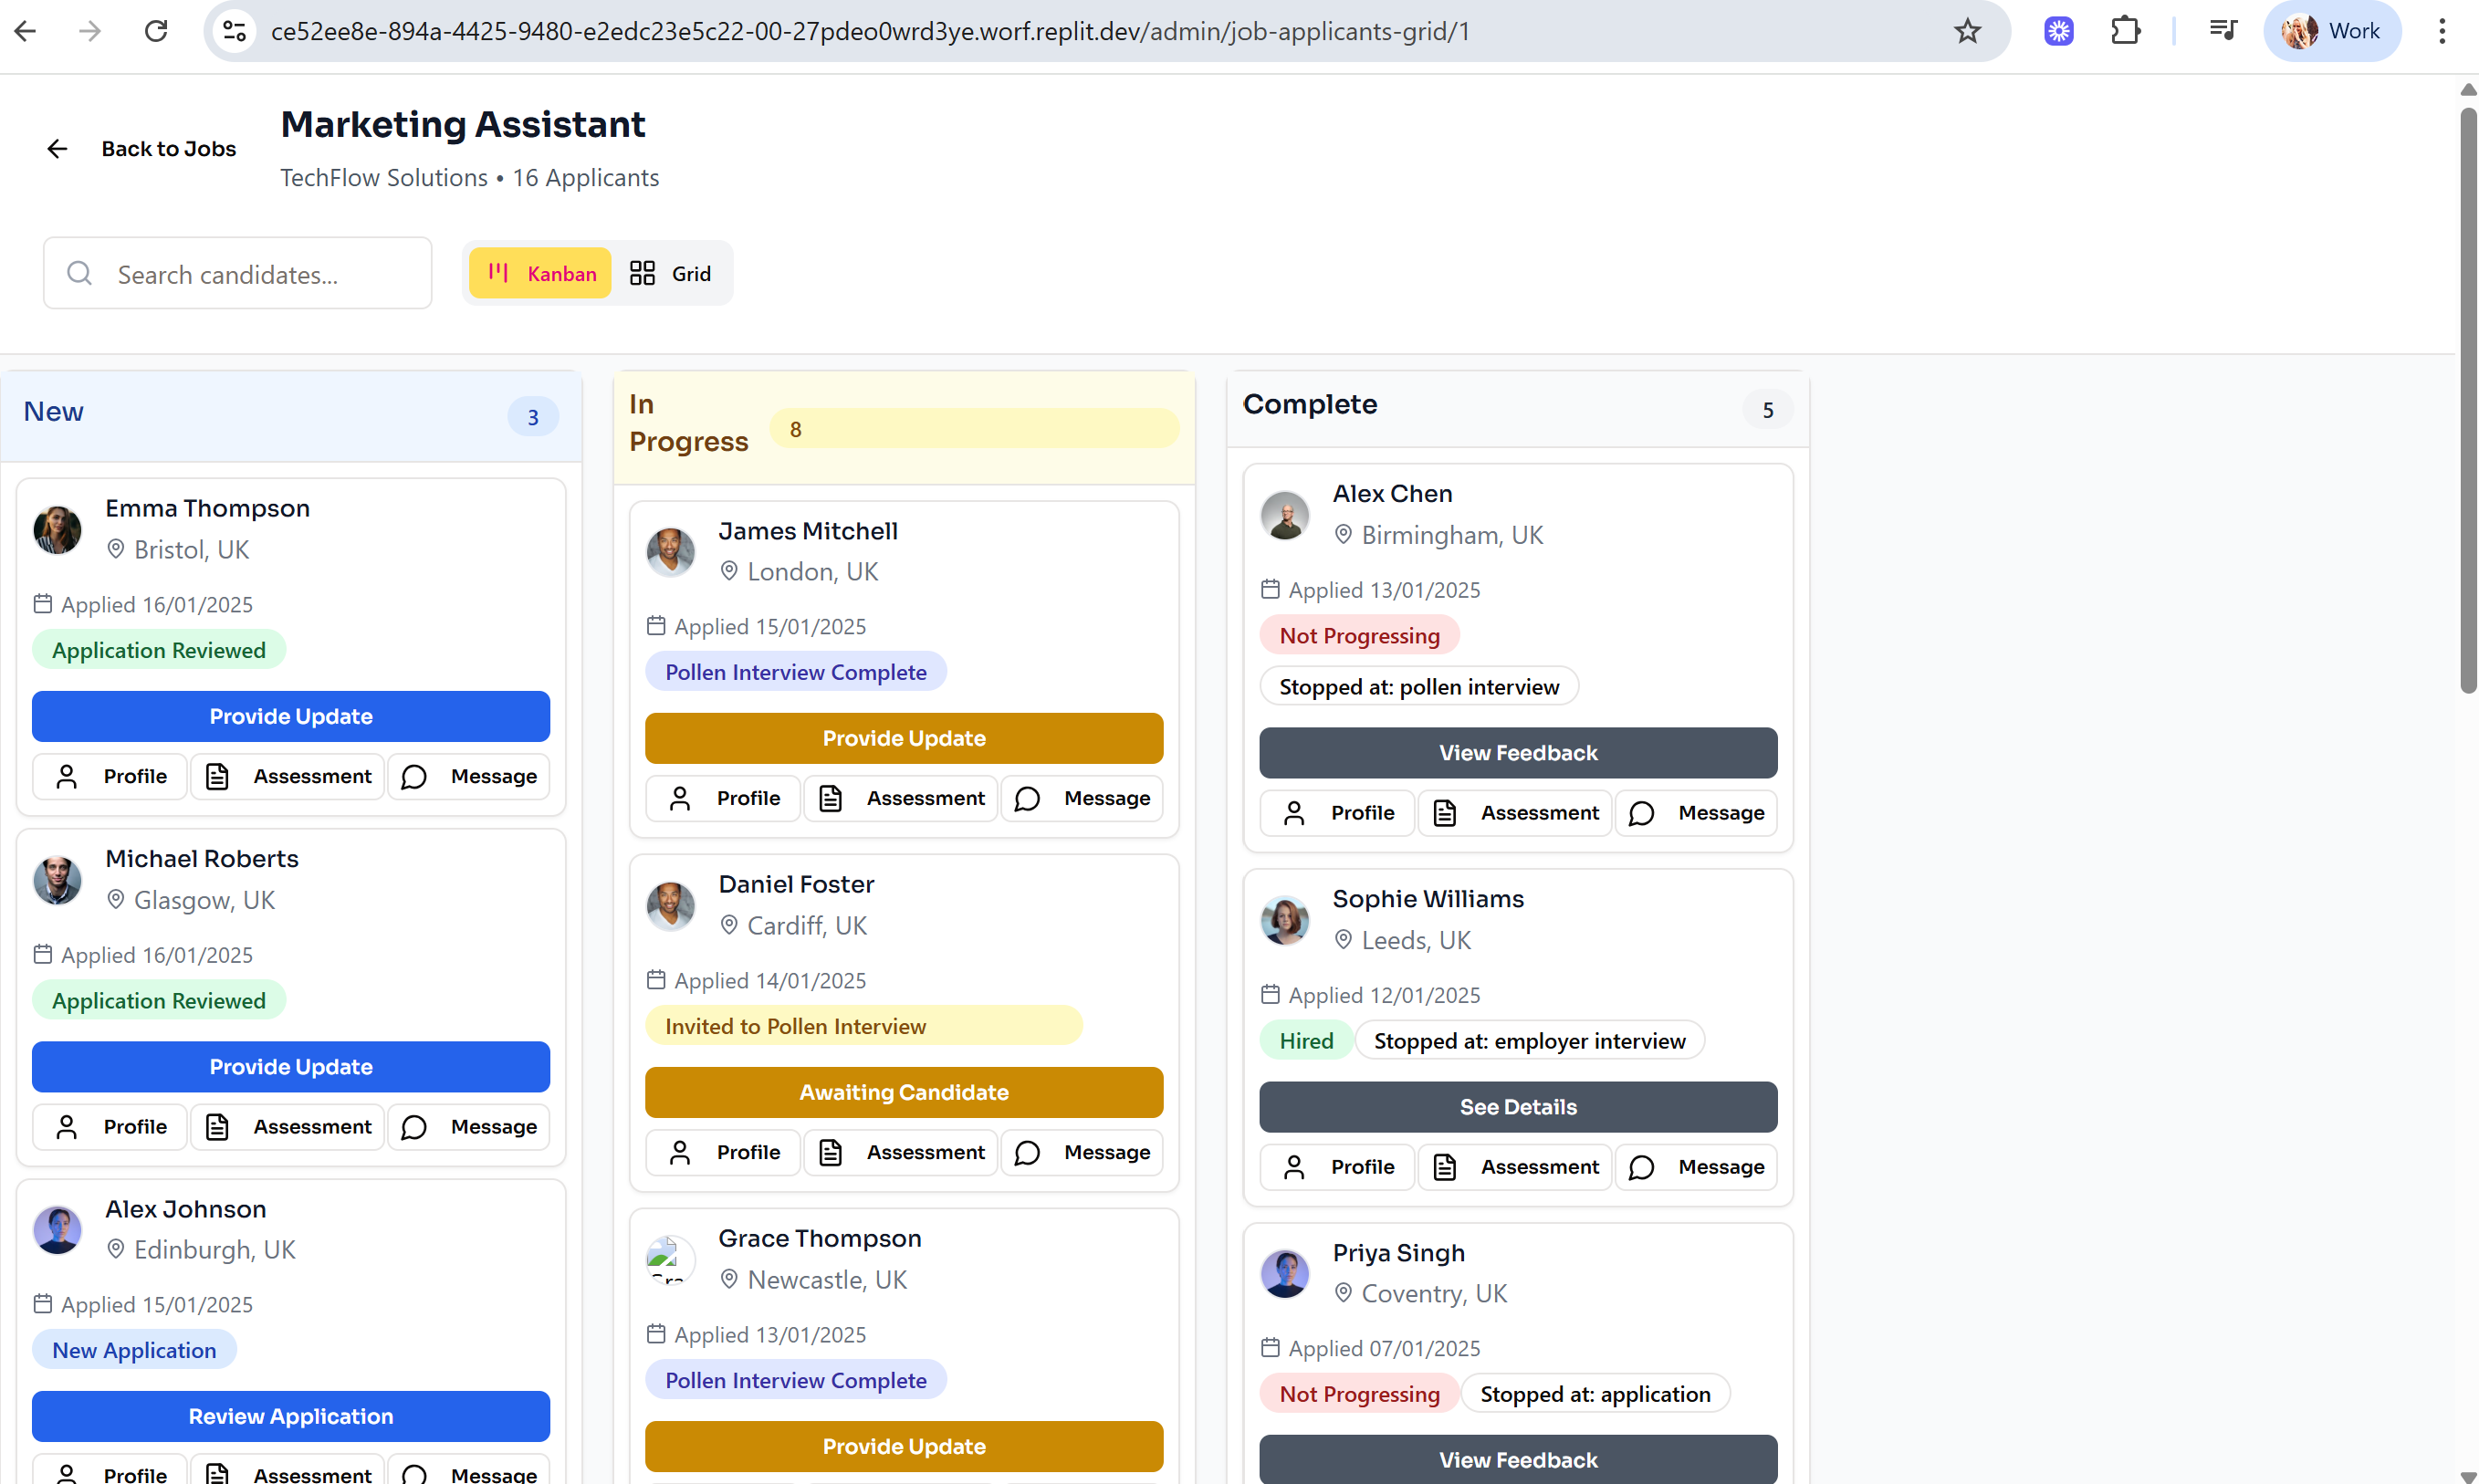 ce52ee8e-894a-4425-9480-e2edc23e5c22-00-27pdeo0wrd3ye.worf.replit.dev/admin/job-applicants-grid/1
Work
Back to Jobs
Marketing Assistant
TechFlow Solutions • 16 Applicants
Search candidates...
Kanban
Grid
New
3
Emma Thompson
Bristol, UK
Applied 16/01/2025
Application Reviewed
Provide Update
Profile
Assessment
Message
Michael Roberts
Glasgow, UK
Applied 16/01/2025
Application Reviewed
Provide Update
Profile
Assessment
Message
Alex Johnson
Edinburgh, UK
Applied 15/01/2025
New Application
Review Application
Profile
Assessment
Message
In
Progress
8
James Mitchell
London, UK
Applied 15/01/2025
Pollen Interview Complete
Provide Update
Profile
Assessment
Message
Daniel Foster
Cardiff, UK
Applied 14/01/2025
Invited to Pollen Interview
Awaiting Candidate
Profile
Assessment
Message
Grace Thompson
Newcastle, UK
Applied 13/01/2025
Pollen Interview Complete
Provide Update
Complete
5
Alex Chen
Birmingham, UK
Applied 13/01/2025
Not Progressing
Stopped at: pollen interview
View Feedback
Profile
Assessment
Message
Sophie Williams
Leeds, UK
Applied 12/01/2025
Hired
Stopped at: employer interview
See Details
Profile
Assessment
Message
Priya Singh
Coventry, UK
Applied 07/01/2025
Not Progressing
Stopped at: application
View Feedback